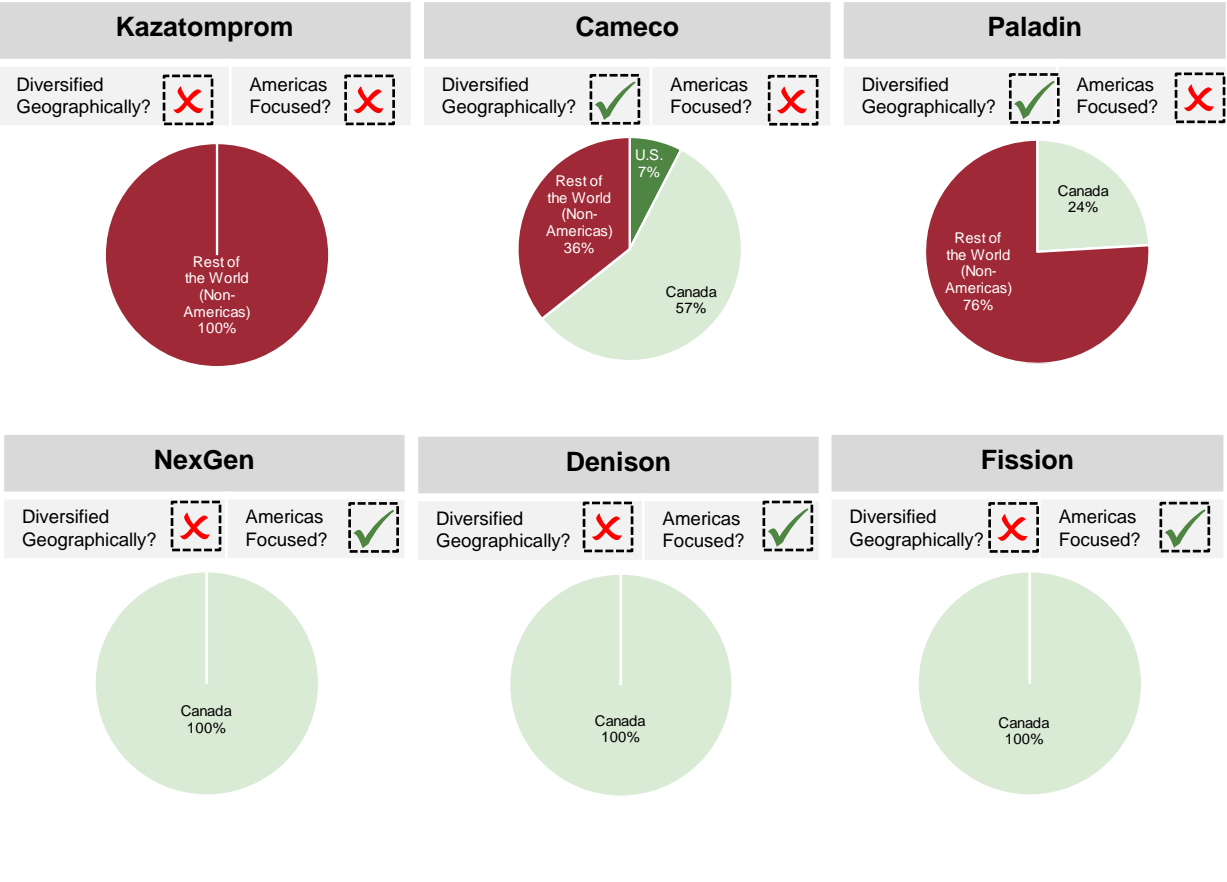 Kazatomprom
Diversified
Geographically?
Americas
Focused?
Rest of
the World
(Non-
Americas)
100%
Cameco
Diversified
Geographically?
Americas
Focused?
U.S.
7%
Rest of
the World
(Non-
Americas)
36%
Canada
57%
Paladin
Diversified
Geographically?
Americas
Focused?
Canada
24%
Rest of
the World
(Non-
Americas)
76%
NexGen
Diversified
Geographically?
Americas
Focused?
Canada
100%
Denison
Diversified
Geographically?
Americas
Focused?
Canada
100%
Fission
Diversified
Geographically?
Americas
Focused?
Canada
100%